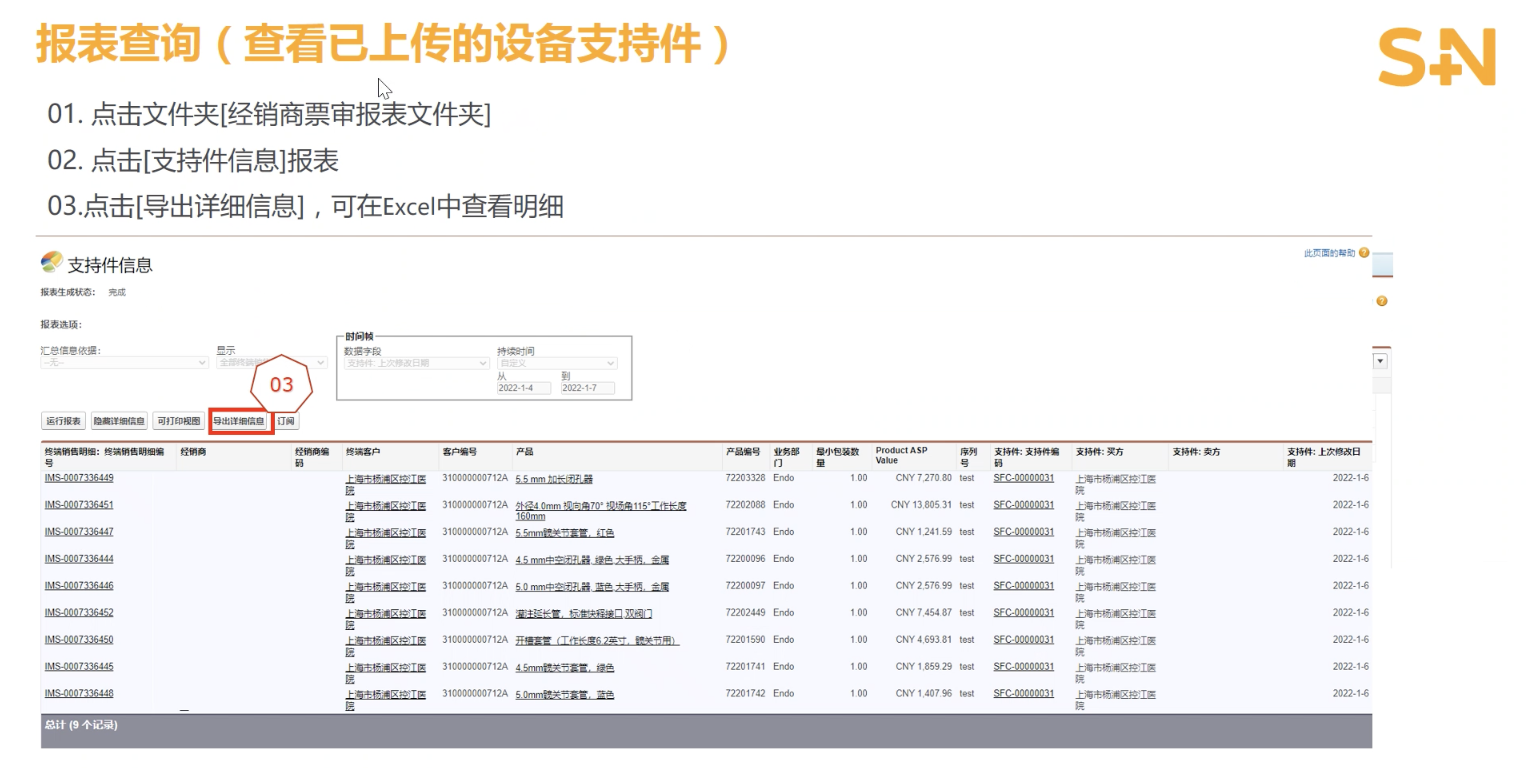 报表查询（查看已上传的设备支持件）
S+N
01. 点击文件夹[经销商票审报表文件夹]
02. 点击[支持件信息]报表
03.点击[导出详细信息]，可在Excel中查看明细
支持件信息
此页面的帮助 ?
?
报表生成状态： 完成
报表选项：
汇总信息依据：
--无--
显示
时间帧
数据字段
支持件: 上次修改日期
持续时间
自定义
从
2022-1-4
到
2022-1-7
03
运行报表 隐藏详细信息 可打印视图 导出详细信息 订阅
终端销售明细：终端销售明细编号 经销商 经销商编码 终端客户 客户编号 产品 产品编号 业务部门 最小包装数量 Product ASP Value 序列号 支持件: 支持件编码 支持件: 买方 支持件: 卖方 支持件: 上次修改日期
IMS-0007336449 上海市杨浦区控江医院 310000000712A 5.5 mm 加长闭孔器 72203328 Endo 1.00 CNY 7,270.80 test SFC-00000031 上海市杨浦区控江医院 2022-1-6
IMS-0007336451 上海市杨浦区控江医院 310000000712A 外径4.0mm 视向角70° 视场角115°工作长度160mm 72202088 Endo 1.00 CNY 13,805.31 test SFC-00000031 上海市杨浦区控江医院 2022-1-6
IMS-0007336447 上海市杨浦区控江医院 310000000712A 5.5mm髋关节套管，红色 72201743 Endo 1.00 CNY 1,241.59 test SFC-00000031 上海市杨浦区控江医院 2022-1-6
IMS-0007336444 上海市杨浦区控江医院 310000000712A 4.5 mm中空闭孔器, 绿色,大手柄，金属 72200096 Endo 1.00 CNY 2,576.99 test SFC-00000031 上海市杨浦区控江医院 2022-1-6
IMS-0007336446 上海市杨浦区控江医院 310000000712A 5.0 mm中空闭孔器, 蓝色,大手柄，金属 72200097 Endo 1.00 CNY 2,576.99 test SFC-00000031 上海市杨浦区控江医院 2022-1-6
IMS-0007336452 上海市杨浦区控江医院 310000000712A 灌注延长管，标准快释接口,双阀门 72202449 Endo 1.00 CNY 7,454.87 test SFC-00000031 上海市杨浦区控江医院 2022-1-6
IMS-0007336450 上海市杨浦区控江医院 310000000712A 开槽套管（工作长度6.2英寸，髋关节用） 72201590 Endo 1.00 CNY 4,693.81 test SFC-00000031 上海市杨浦区控江医院 2022-1-6
IMS-0007336445 上海市杨浦区控江医院 310000000712A 4.5mm髋关节套管，绿色 72201741 Endo 1.00 CNY 1,859.29 test SFC-00000031 上海市杨浦区控江医院 2022-1-6
IMS-0007336448 上海市杨浦区控江医院 310000000712A 5.0mm髋关节套管，蓝色 72201742 Endo 1.00 CNY 1,407.96 test SFC-00000031 上海市杨浦区控江医院 2022-1-6
总计 (9 个记录)